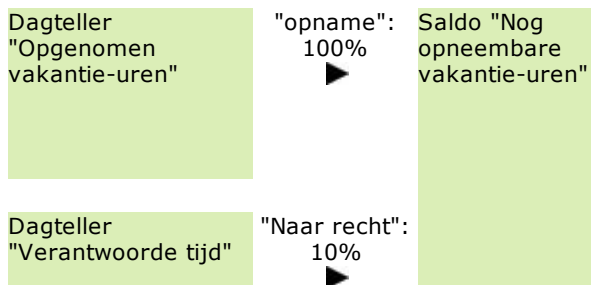 Dagteller
"Opgenomen
vakantie-uren"
"opname":
100%
Saldo "Nog
opneembare
vakantie-uren"
Dagteller
"Verantwoorde tijd"
"Naar recht":
10%